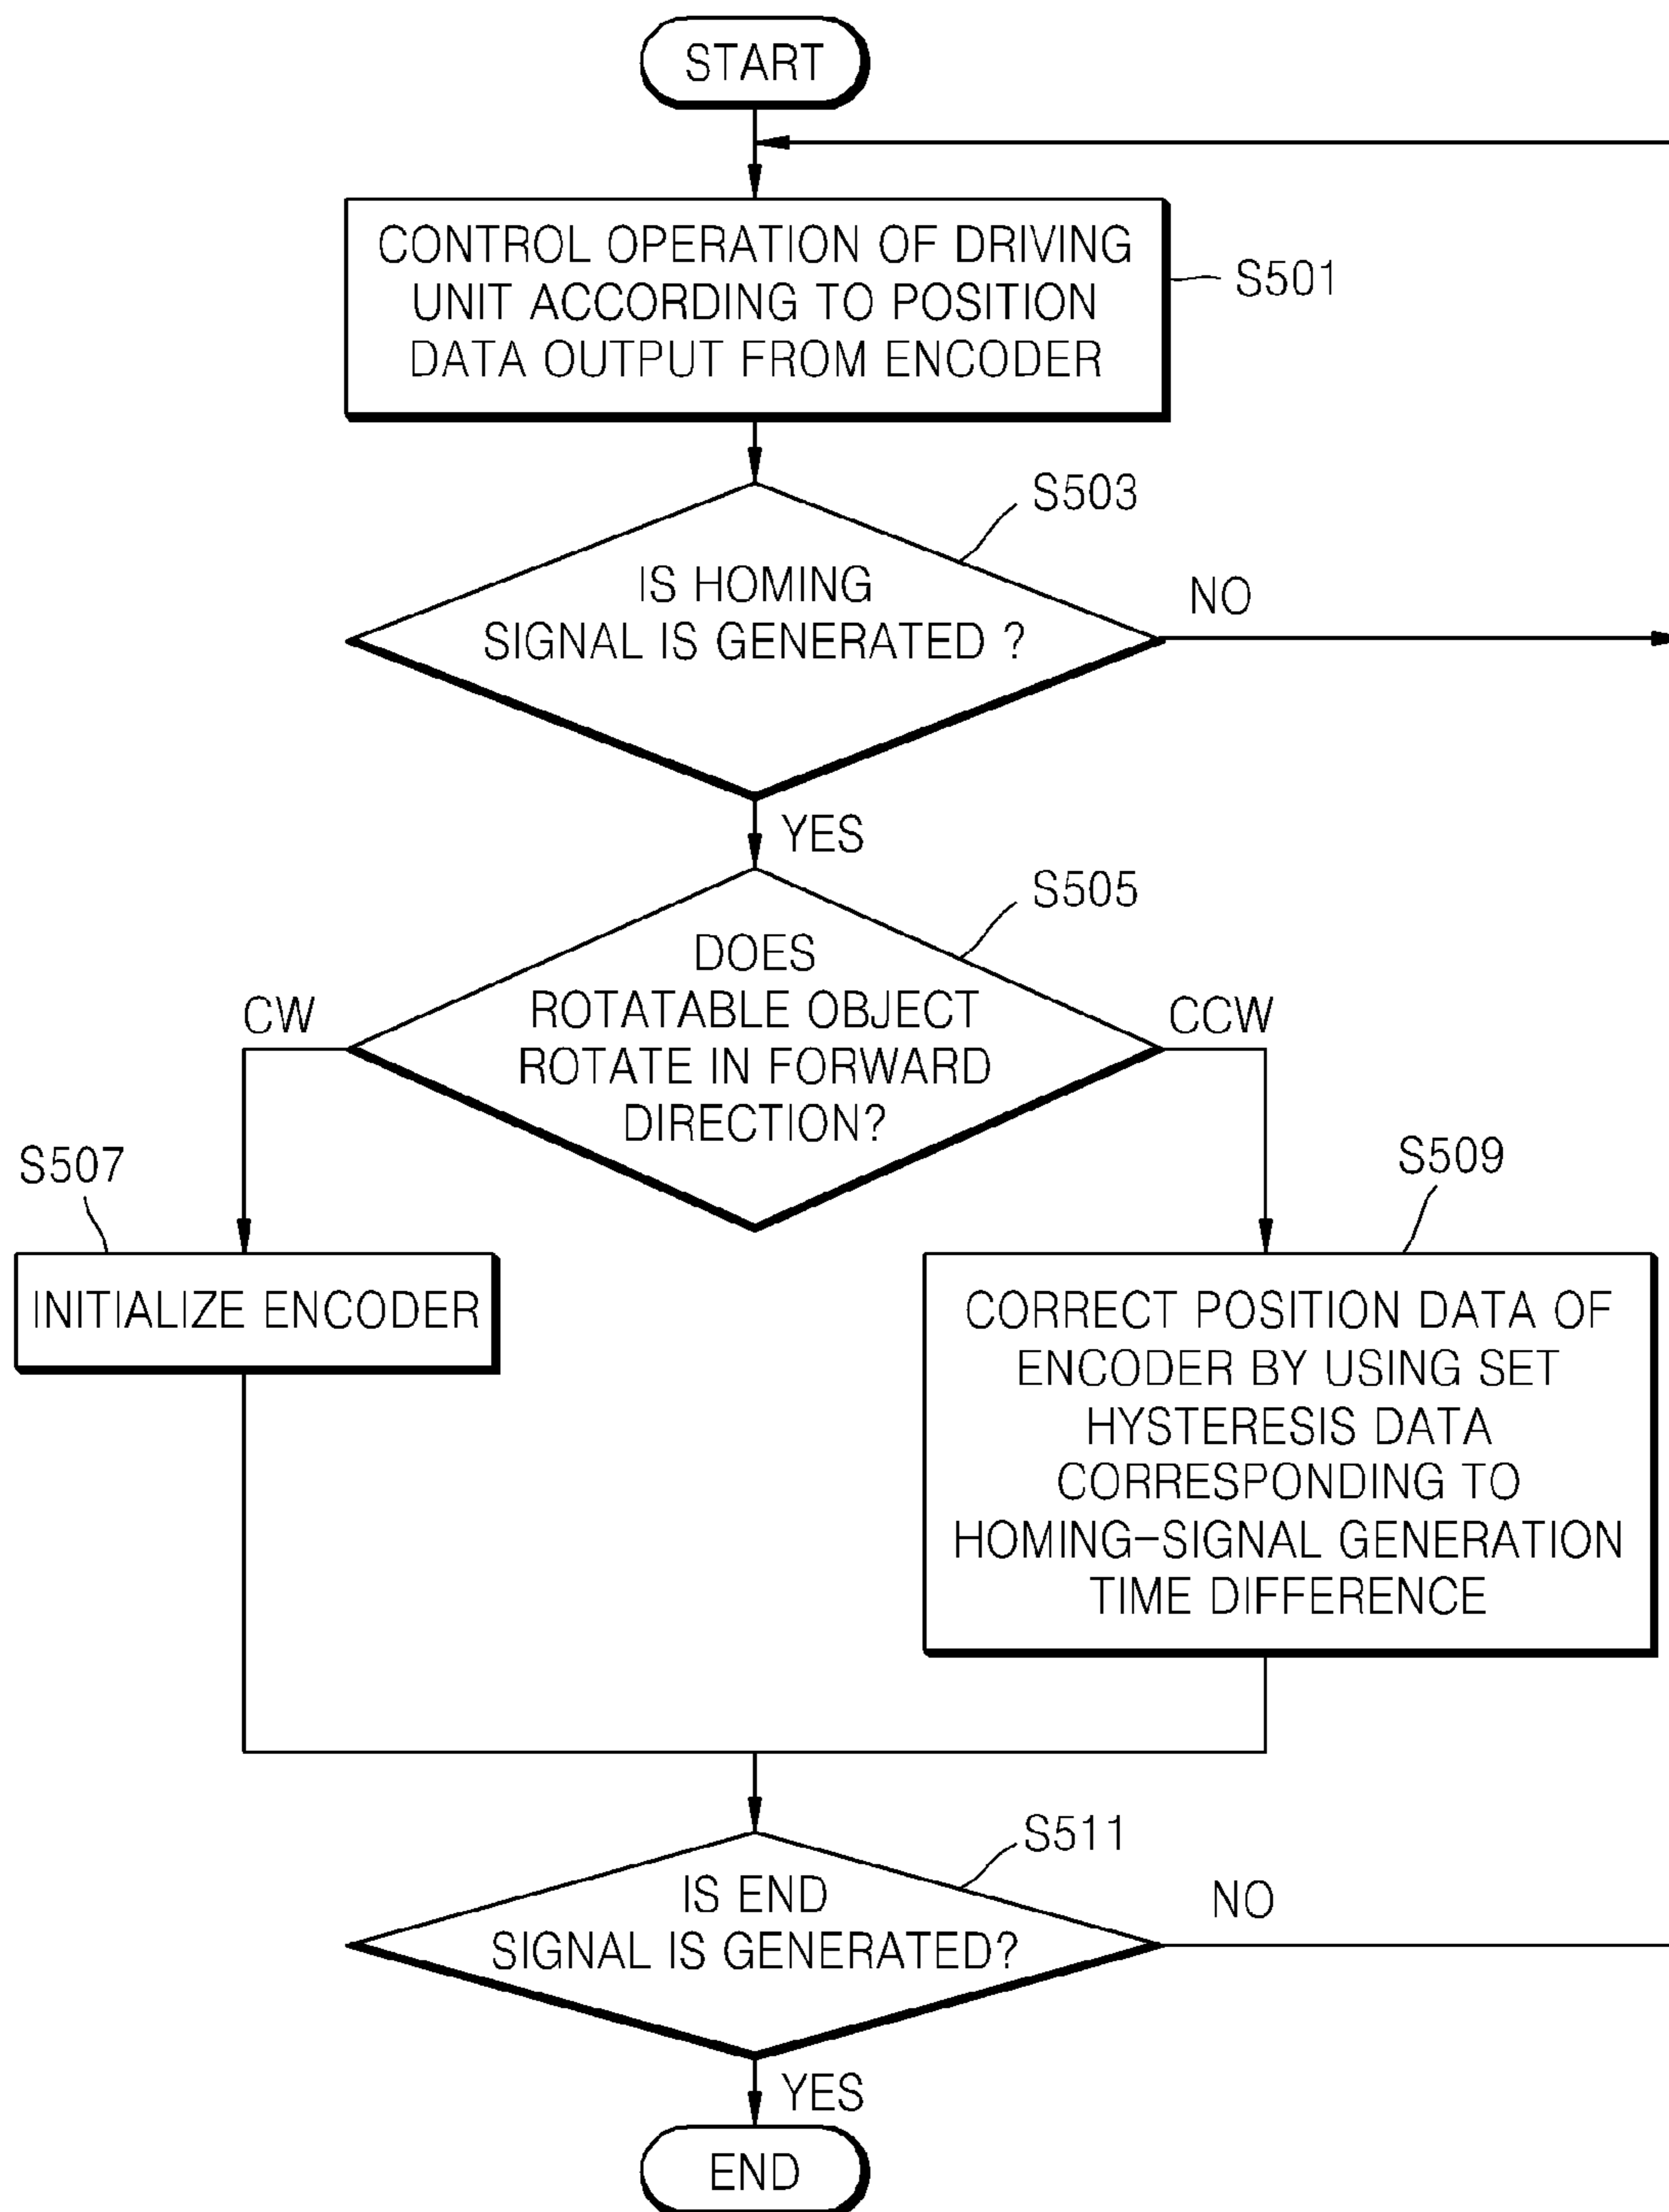 START
CONTROL OPERATION OF DRIVING
UNIT ACCORDING TO POSITION
DATA OUTPUT FROM ENCODER
S501
S503
IS HOMING
SIGNAL IS GENERATED ?
NO
YES
S505
DOES
ROTATABLE OBJECT
ROTATE IN FORWARD
DIRECTION?
CW
CCW
S507
INITIALIZE ENCODER
S509
CORRECT POSITION DATA OF
ENCODER BY USING SET
HYSTERESIS DATA
CORRESPONDING TO
HOMING-SIGNAL GENERATION
TIME DIFFERENCE
S511
IS END
SIGNAL IS GENERATED?
NO
YES
END